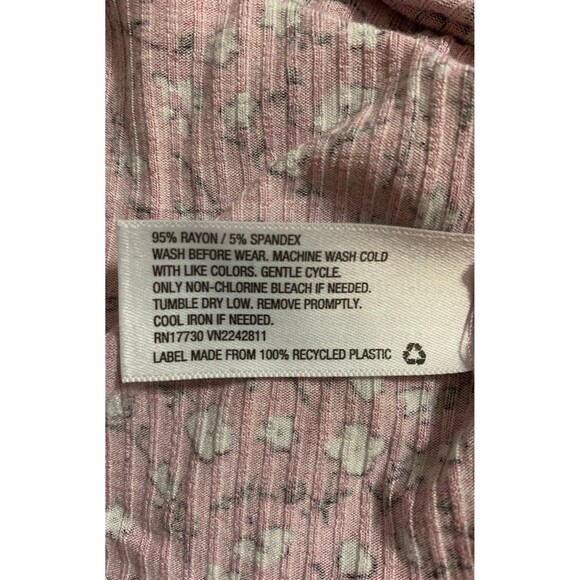 95% RAYON / 5% SPANDEX
WASH BEFORE WEAR. MACHINE WASH COLD
WITH LIKE COLORS. GENTLE CYCLE.
ONLY NON-CHLORINE BLEACH IF NEEDED.
TUMBLE DRY LOW. REMOVE PROMPTLY.
COOL IRON IF NEEDED.
RN17730 VN2242811
LABEL MADE FROM 100% RECYCLED PLASTIC